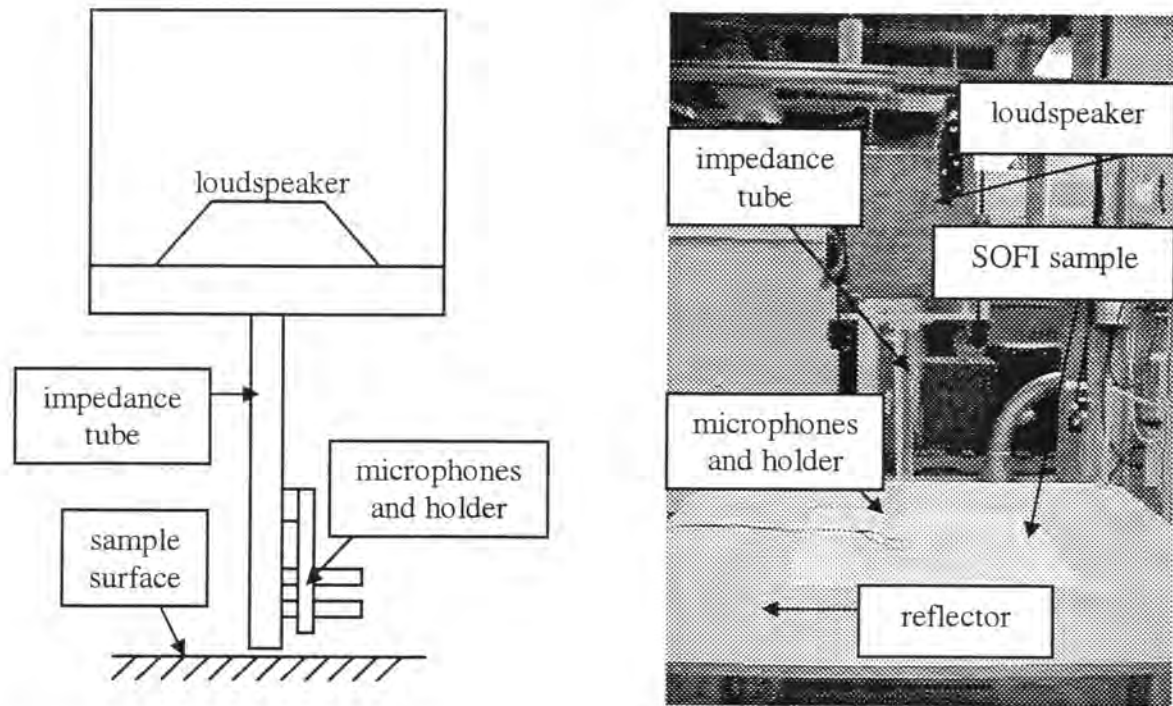 loudspeaker
impedance
tube
microphones
and holder
sample
surface
loudspeaker
impedance
tube
SOFI sample
microphones
and holder
reflector